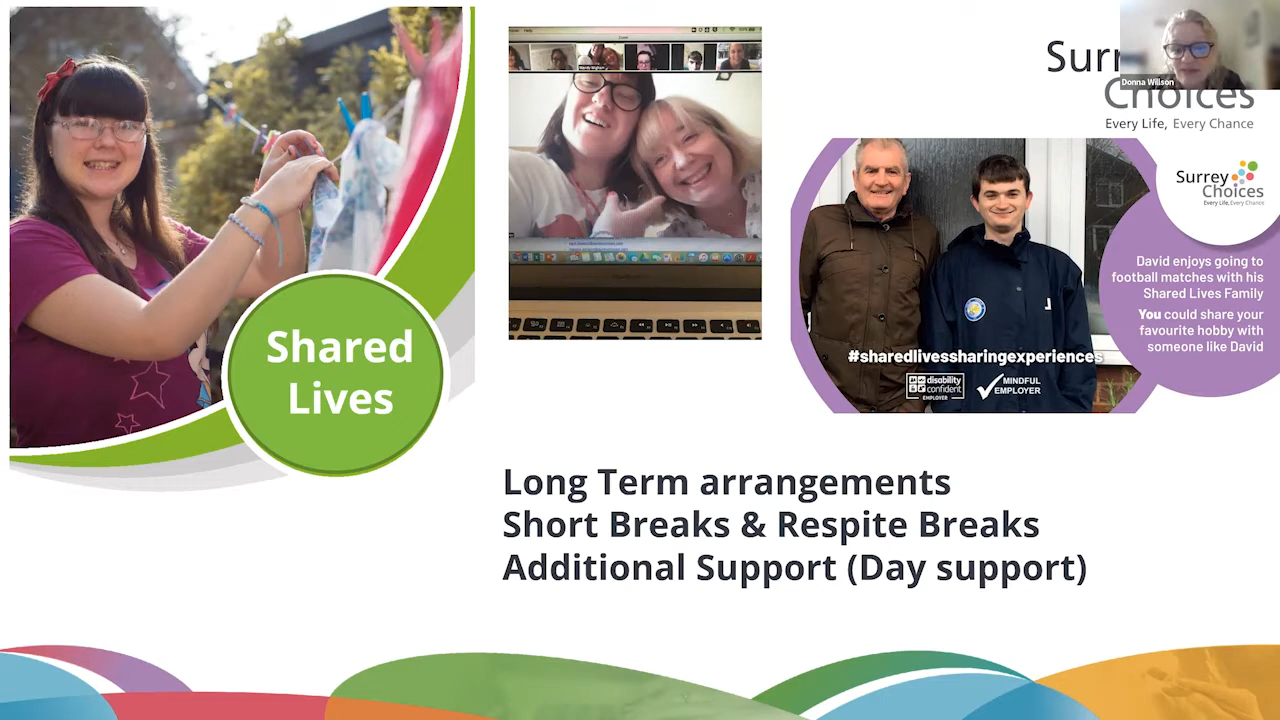 Shared
Lives
Surr
Choices
Every Life, Every Chance
Donna Willson
Surrey
Choices
Every Life, Every Chance
David enjoys going to
football matches with his
Shared Lives Family
You could share your
favourite hobby with
someone like David
#sharedlivessharingexperiences
disability
confident
EMPLOYER
MINDFUL
EMPLOYER
Long Term arrangements
Short Breaks & Respite Breaks
Additional Support (Day support)